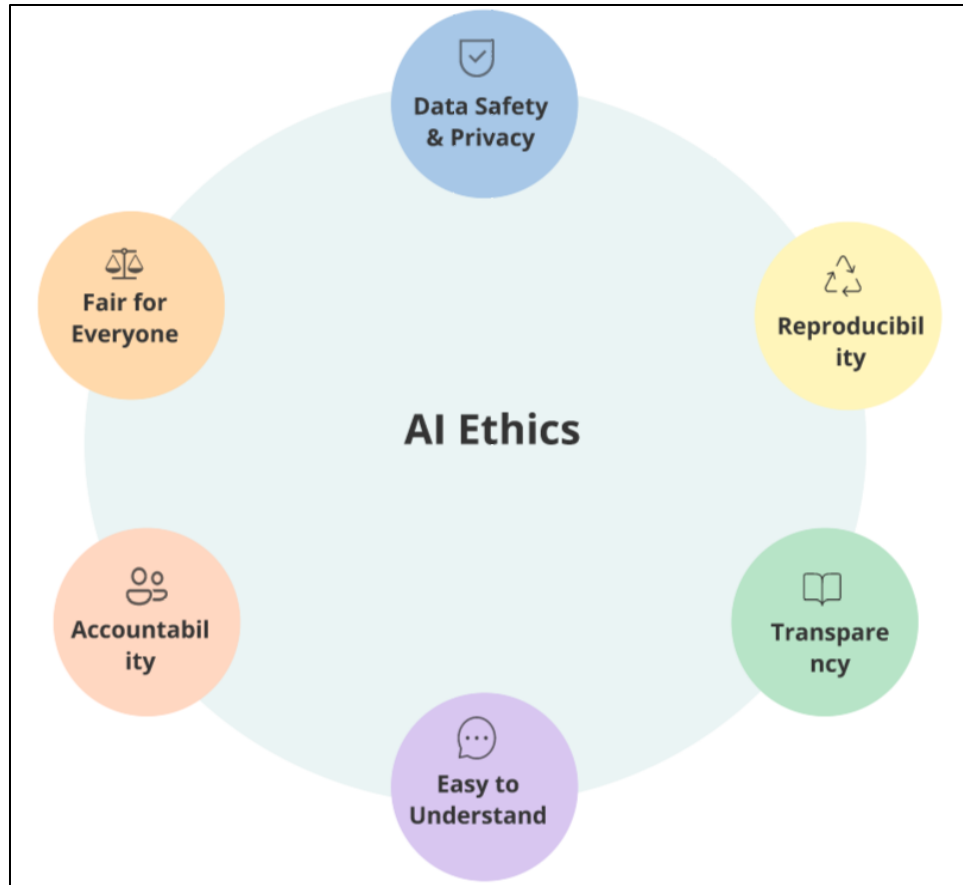 Data Safety
& Privacy
Fair for
Everyone
Reproducibil
ity
AI Ethics
Accountabil
ity
Transpare
ncy
Easy to
Understand